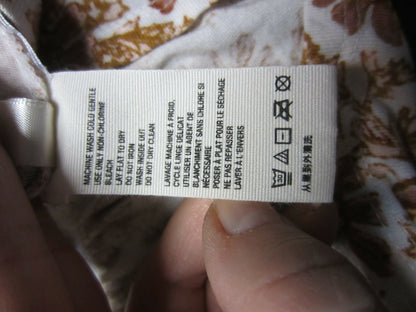 MACHINE WASH COLD GENTLE
USE ONLY NON-CHLORINE
BLEACH
LAY FLAT TO DRY
DO NOT IRON
WASH INSIDE OUT
DO NOT DRY CLEAN
LAVAGE MACHINE A FROID,
CYCLE LINGE DELICAT
UTILISER UN AGENT DE
BLANCHIMENT SANS CHLORE SI
NÉCESSAIRE
POSER À PLAT POUR LE SÉCHAGE
NE PAS REPASSER
LAVER À L'ENVERS
从里到外清洗